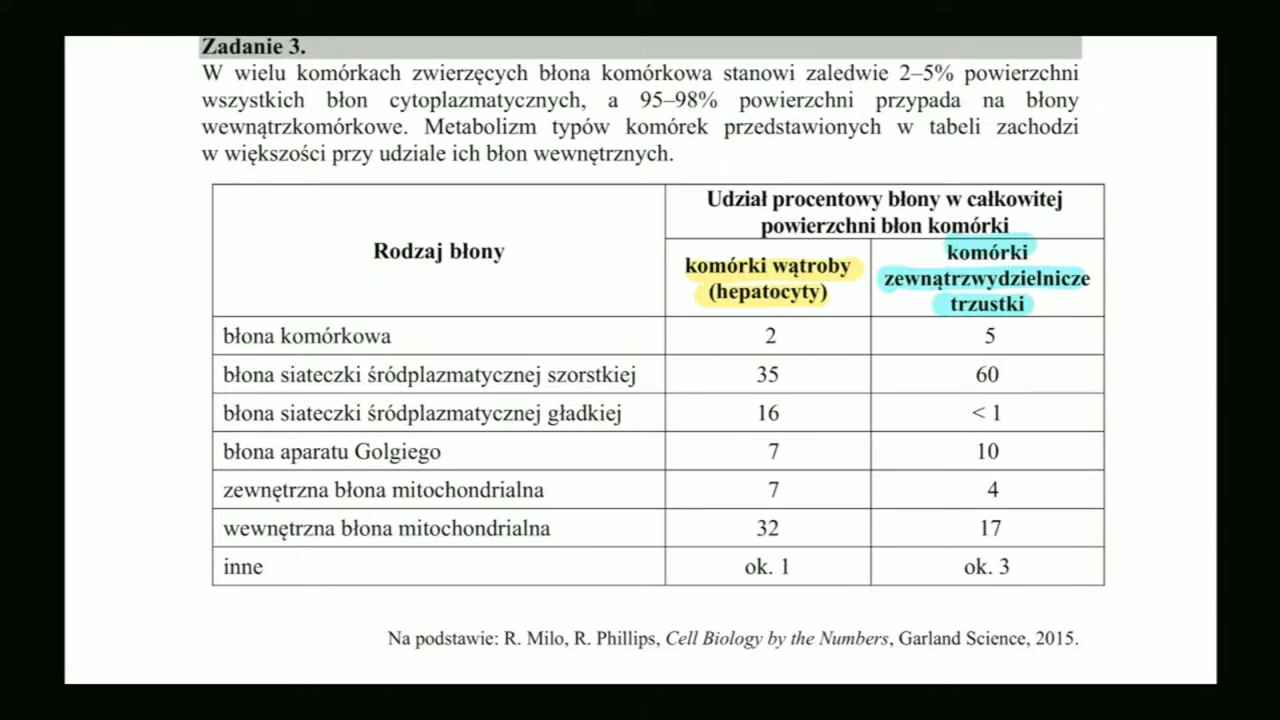 Zadanie 3.
W wielu komórkach zwierzęcych błona komórkowa stanowi zaledwie 2–5% powierzchni
wszystkich błon cytoplazmatycznych, a 95–98% powierzchni przypada na błony
wewnątrzkomórkowe. Metabolizm typów komórek przedstawionych w tabeli zachodzi
w większości przy udziale ich błon wewnętrznych.
Rodzaj błony
Udział procentowy błony w całkowitej
powierzchni błon komórki
komórki wątroby
(hepatocyty)
komórki
zewnątrzwydzielnicze
trzustki
błona komórkowa 2 5
błona siateczki śródplazmatycznej szorstkiej 35 60
błona siateczki śródplazmatycznej gładkiej 16 < 1
błona aparatu Golgiego 7 10
zewnętrzna błona mitochondrialna 7 4
wewnętrzna błona mitochondrialna 32 17
inne ok. 1 ok. 3
Na podstawie: R. Milo, R. Phillips, Cell Biology by the Numbers, Garland Science, 2015.